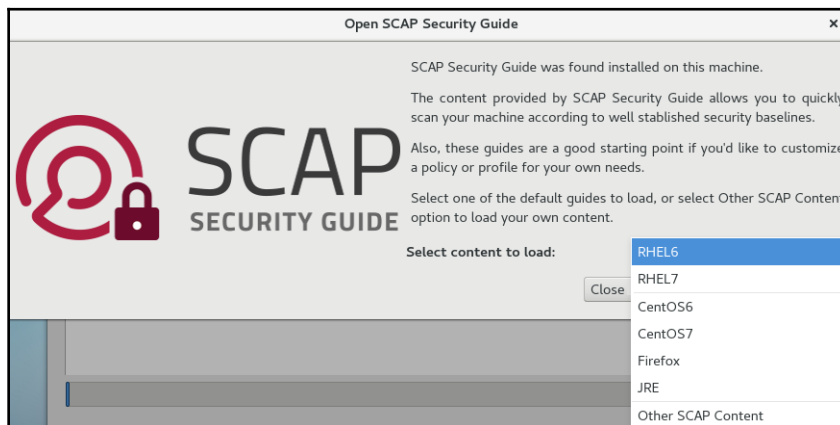 Open SCAP Security Guide
SCAP Security Guide was found installed on this machine.
The content provided by SCAP Security Guide allows you to quickly
scan your machine according to well stablished security baselines.
Also, these guides are a good starting point if you'd like to customize
a policy or profile for your own needs.
Select one of the default guides to load, or select Other SCAP Content
option to load your own content.
SCAP
SECURITY GUIDE
Select content to load:
RHEL6
RHEL7
Close
CentOS6
CentOS7
Firefox
JRE
Other SCAP Content